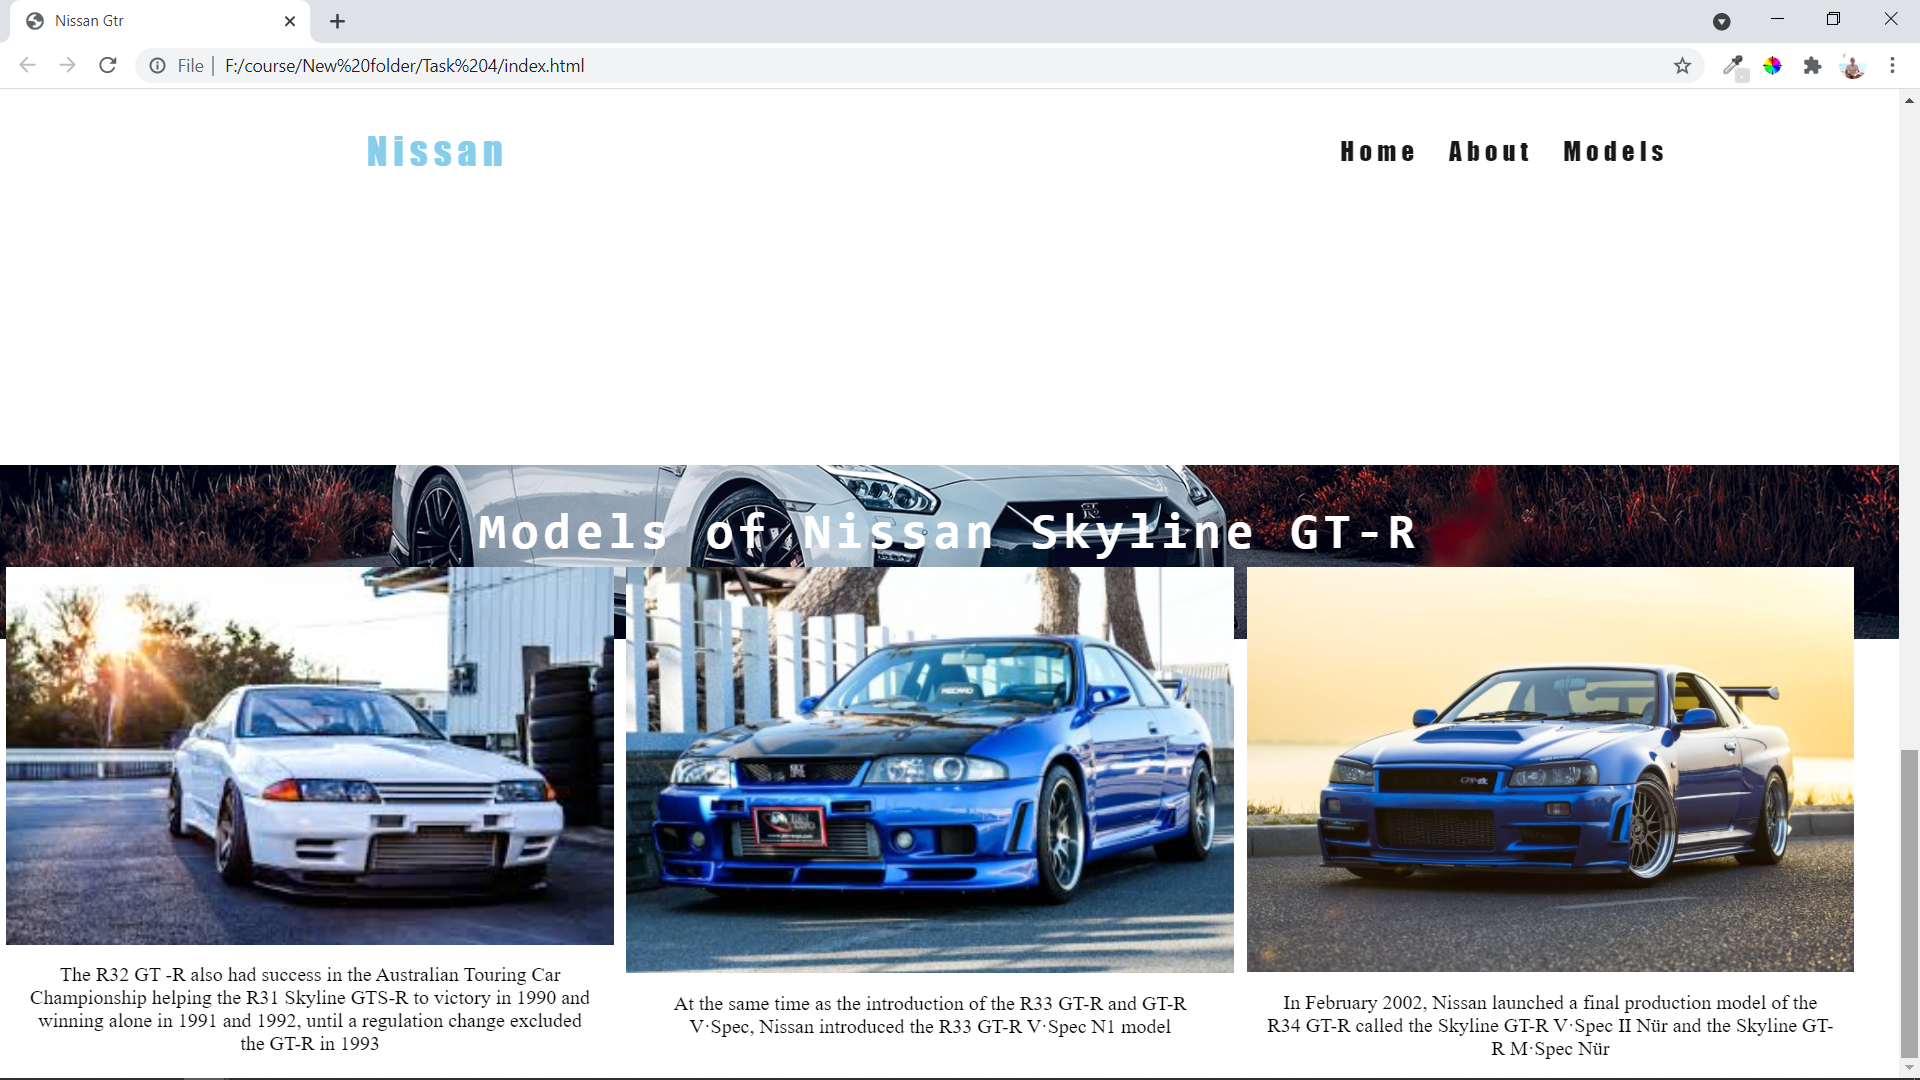 Nissan Gtr
File | F:/course/New%20folder/Task%204/index.html
Nissan
Home About Models
Models of Nissan Skyline GT-R
The R32 GT -R also had success in the Australian Touring Car
Championship helping the R31 Skyline GTS-R to victory in 1990 and
winning alone in 1991 and 1992, until a regulation change excluded
the GT-R in 1993
At the same time as the introduction of the R33 GT-R and GT-R
V·Spec, Nissan introduced the R33 GT-R V·Spec N1 model
In February 2002, Nissan launched a final production model of the
R34 GT-R called the Skyline GT-R V·Spec II Nür and the Skyline GT-
R M·Spec Nür